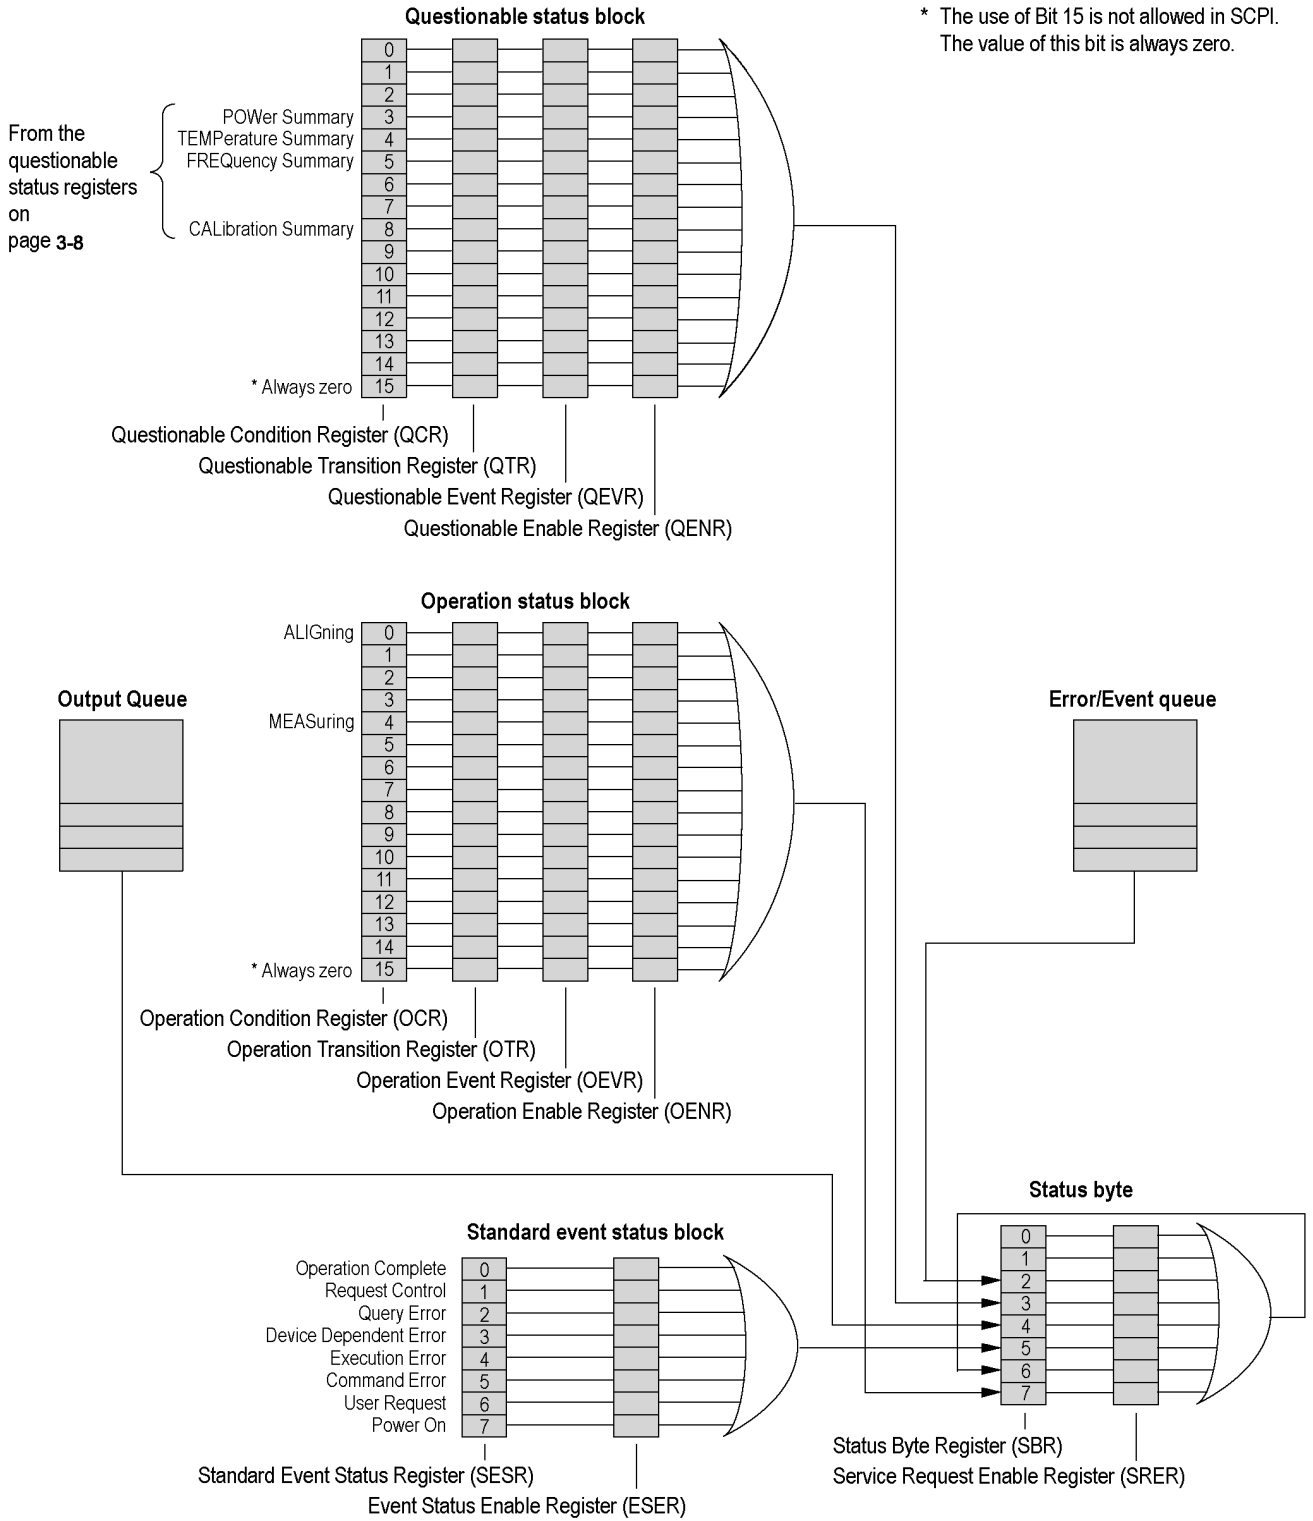 Questionable status block
* The use of Bit 15 is not allowed in SCPI.
The value of this bit is always zero.
0
1
2
POWer Summary 3
TEMPerature Summary 4
FREQuency Summary 5
6
7
CALibration Summary 8
9
10
11
12
13
14
* Always zero 15
From the
questionable
status registers
on
page 3-8
Questionable Condition Register (QCR)
Questionable Transition Register (QTR)
Questionable Event Register (QEVR)
Questionable Enable Register (QENR)
Operation status block
ALIGning 0
1
2
3
MEASuring 4
5
6
7
8
9
10
11
12
13
14
* Always zero 15
Output Queue
Error/Event queue
Operation Condition Register (OCR)
Operation Transition Register (OTR)
Operation Event Register (OEVR)
Operation Enable Register (OENR)
Standard event status block
Operation Complete 0
Request Control 1
Query Error 2
Device Dependent Error 3
Execution Error 4
Command Error 5
User Request 6
Power On 7
Standard Event Status Register (SESR)
Event Status Enable Register (ESER)
Status byte
0
1
2
3
4
5
6
7
Status Byte Register (SBR)
Service Request Enable Register (SRER)